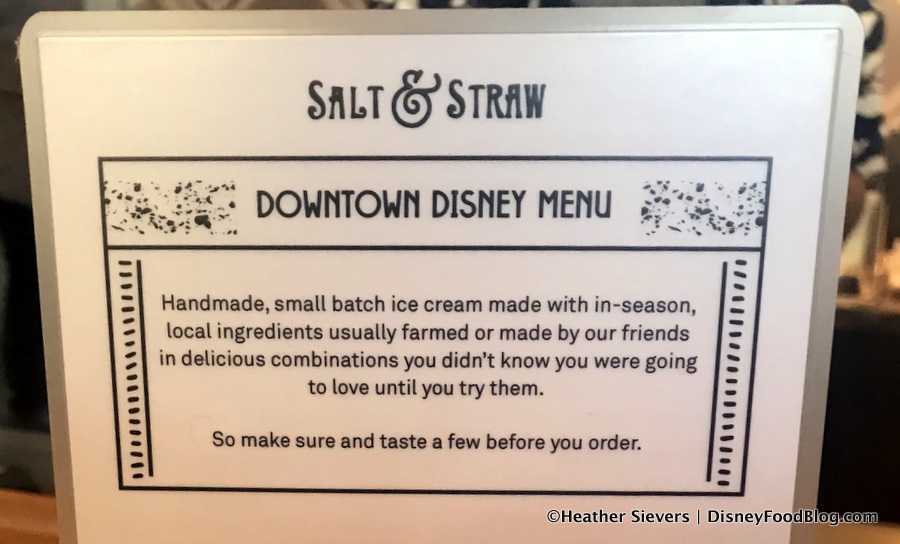 SALT & STRAW
DOWNTOWN DISNEY MENU
Handmade, small batch ice cream made with in-season,
local ingredients usually farmed or made by our friends
in delicious combinations you didn't know you were going
to love until you try them.
So make sure and taste a few before you order.
©Heather Sievers | DisneyFoodBlog.com